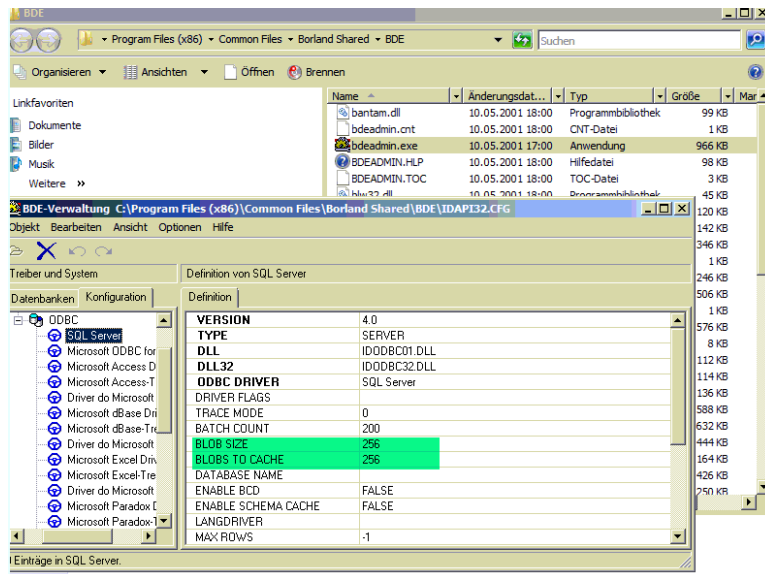 BDE
Program Files (x86) Common Files Borland Shared BDE Suchen
Organisieren Ansichten Öffnen Brennen
Linkfavoriten
Dokumente
Bilder
Musik
Weitere »
Name Änderungsdat... Typ Größe Mar
bantam.dll 10.05.2001 18:00 Programmbibliothek 99 KB
bdeadmin.cnt 10.05.2001 18:00 CNT-Datei 1 KB
bdeadmin.exe 10.05.2001 17:00 Anwendung 966 KB
BDEADMIN.HLP 10.05.2001 18:00 Hilfedatei 98 KB
BDEADMIN.TOC 10.05.2001 18:00 TOC-Datei 3 KB
blw32.dll 10.05.2001 18:00 Programmbibliothek 45 KB
120 KB
142 KB
346 KB
1 KB
246 KB
506 KB
1 KB
576 KB
8 KB
112 KB
114 KB
136 KB
588 KB
632 KB
444 KB
164 KB
426 KB
250 KB
BDE-Verwaltung C:\Program Files (x86)\Common Files\Borland Shared\BDE\IDAPI32.CFG
Objekt Bearbeiten Ansicht Optionen Hilfe
Treiber und System
Definition von SQL Server
Datenbanken Konfiguration
Definition
ODBC
SQL Server
Microsoft ODBC for
Microsoft Access D
Microsoft Access-T
Driver do Microsoft
Microsoft dBase Dri
Microsoft dBase-Tre
Driver do Microsoft
Microsoft Excel Driv
Microsoft Excel-Tre
Driver do Microsoft
Microsoft Paradox D
Microsoft Paradox-T
VERSION 4.0
TYPE SERVER
DLL IDODBC01.DLL
DLL32 IDODBC32.DLL
ODBC DRIVER SQL Server
DRIVER FLAGS
TRACE MODE 0
BATCH COUNT 200
BLOB SIZE 256
BLOBS TO CACHE 256
DATABASE NAME
ENABLE BCD FALSE
ENABLE SCHEMA CACHE FALSE
LANGDRIVER
MAX ROWS -1
Einträge in SQL Server.